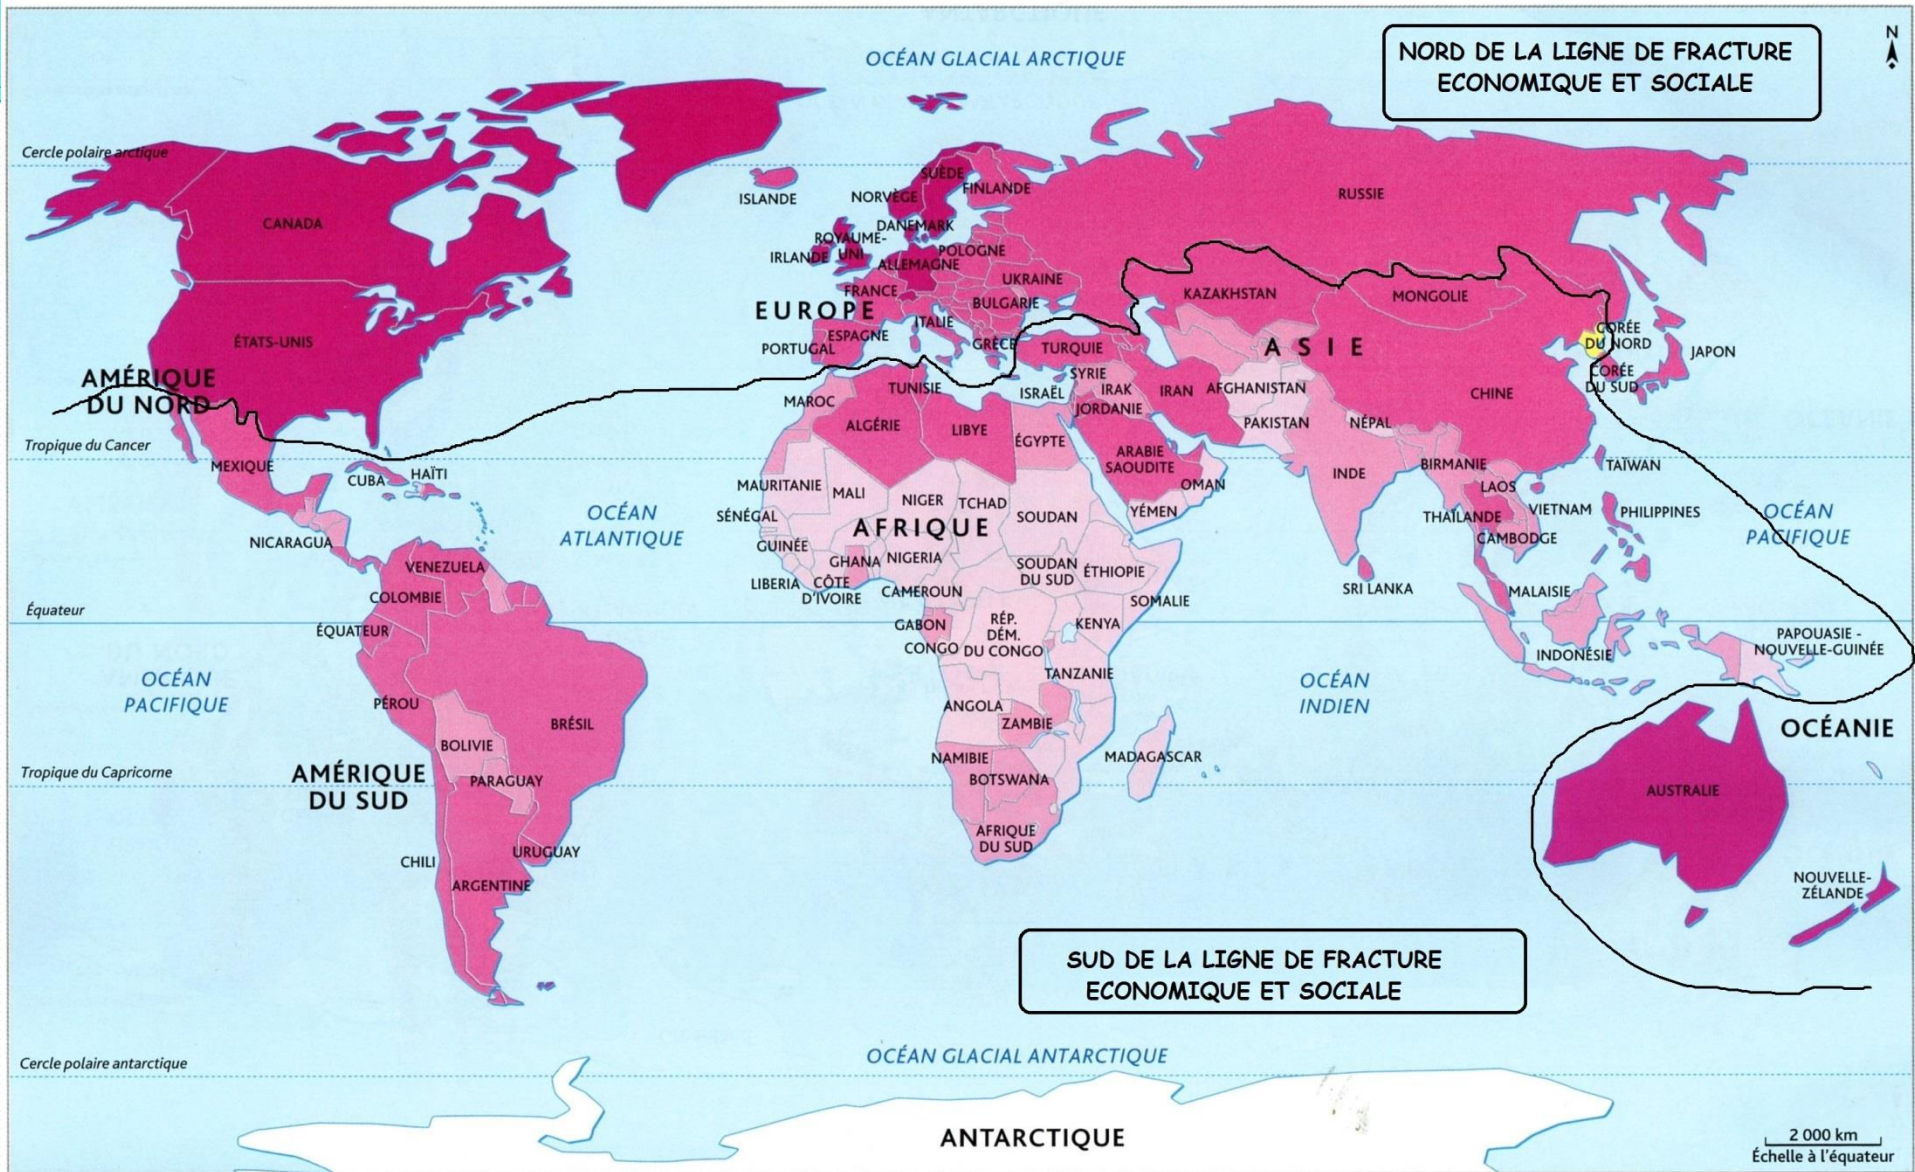 OCÉAN GLACIAL ARCTIQUE
NORD DE LA LIGNE DE FRACTURE
ECONOMIQUE ET SOCIALE
N
Cercle polaire arctique
ISLANDE
SUÈDE
FINLANDE
NORVÈGE
RUSSIE
CANADA
DANEMARK
ROYAUME-
UNI
IRLANDE
POLOGNE
ALLEMAGNE
UKRAINE
FRANCE
KAZAKHSTAN
MONGOLIE
BULGARIE
EUROPE
ITALIE
ESPAGNE
PORTUGAL
GRÈCE
TURQUIE
ASIE
CORÉE
DU NORD
JAPON
ÉTATS-UNIS
AMÉRIQUE
DU NORD
TUNISIE
SYRIE
ISRAËL
IRAK
IRAN
AFGHANISTAN
CHINE
CORÉE
DU SUD
MAROC
JORDANIE
ALGÉRIE
LIBYE
ÉGYPTE
PAKISTAN
NÉPAL
Tropique du Cancer
MEXIQUE
CUBA
HAÏTI
ARABIE
SAOUDITE
OMAN
INDE
BIRMANIE
LAOS
TAÏWAN
MAURITANIE
MALI
NIGER
TCHAD
SOUDAN
YÉMEN
THAÏLANDE
VIETNAM
PHILIPPINES
CAMBODGE
OCÉAN
ATLANTIQUE
SÉNÉGAL
AFRIQUE
OCÉAN
PACIFIQUE
NICARAGUA
GUINÉE
GHANA
NIGERIA
SOUDAN
DU SUD
ÉTHIOPIE
VENEZUELA
LIBERIA
CÔTE
D'IVOIRE
CAMEROUN
SOMALIE
SRI LANKA
MALAISIE
COLOMBIE
Équateur
ÉQUATEUR
GABON
CONGO
RÉP.
DÉM.
DU CONGO
KENYA
INDONÉSIE
PAPOUASIE -
NOUVELLE-GUINÉE
TANZANIE
OCÉAN
PACIFIQUE
PÉROU
BRÉSIL
ANGOLA
ZAMBIE
OCÉAN
INDIEN
OCÉANIE
BOLIVIE
Tropique du Capricorne
PARAGUAY
AMÉRIQUE
DU SUD
NAMIBIE
BOTSWANA
MADAGASCAR
AUSTRALIE
AFRIQUE
DU SUD
CHILI
URUGUAY
ARGENTINE
NOUVELLE-
ZÉLANDE
SUD DE LA LIGNE DE FRACTURE
ECONOMIQUE ET SOCIALE
Cercle polaire antarctique
OCÉAN GLACIAL ANTARCTIQUE
ANTARCTIQUE
2 000 km
Échelle à l'équateur